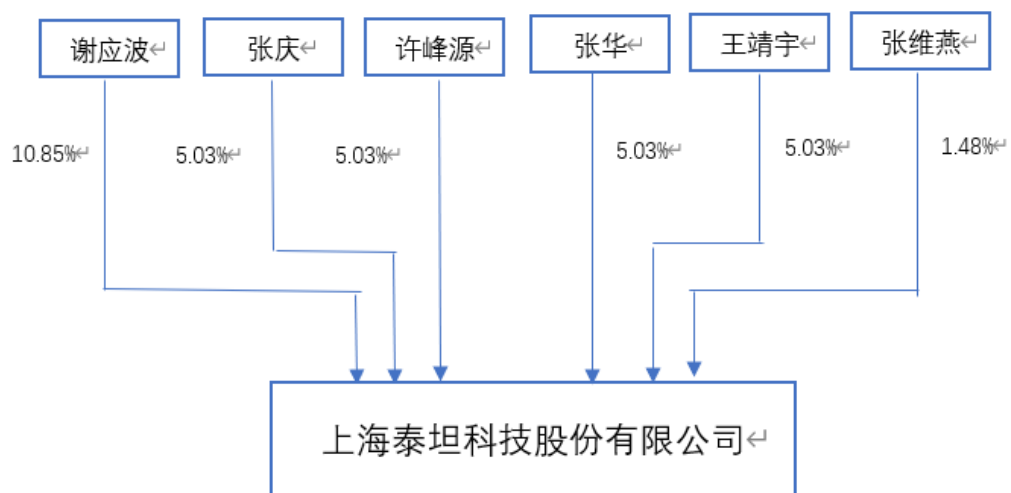 谢应波
张庆
许峰源
张华
王靖宇
张维燕
10.85%
5.03%
5.03%
5.03%
5.03%
1.48%
上海泰坦科技股份有限公司